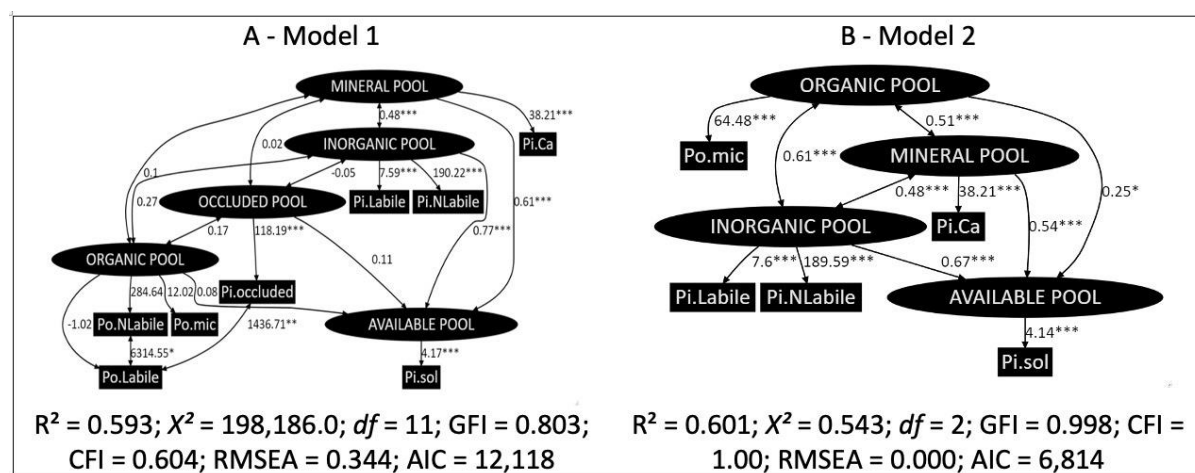 A - Model 1
MINERAL POOL
38.21***
0.48***
Pi.Ca
INORGANIC POOL
0.02
-0.05
7.59***
190.22***
0.1
Pi.Labile
Pi.NLabile
0.27
OCCLUDED POOL
0.61***
0.17
118.19***
0.77***
ORGANIC POOL
0.11
284.64
12.02
0.08
Pi.occluded
-1.02
Po.NLabile
Po.mic
1436.71**
AVAILABLE POOL
6314.55*
4.17***
Po.Labile
Pi.sol
R² = 0.593; X² = 198,186.0; df = 11; GFI = 0.803;
CFI = 0.604; RMSEA = 0.344; AIC = 12,118
B - Model 2
ORGANIC POOL
64.48***
0.51***
Po.mic
0.61***
MINERAL POOL
0.48***
38.21***
0.25*
INORGANIC POOL
Pi.Ca
0.54***
7.6***
189.59***
0.67***
Pi.Labile
Pi.NLabile
AVAILABLE POOL
4.14***
Pi.sol
R² = 0.601; X² = 0.543; df = 2; GFI = 0.998; CFI =
1.00; RMSEA = 0.000; AIC = 6,814